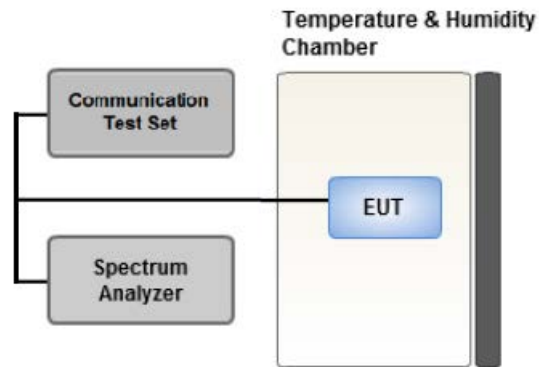 Temperature & Humidity
Chamber
Communication
Test Set
EUT
Spectrum
Analyzer